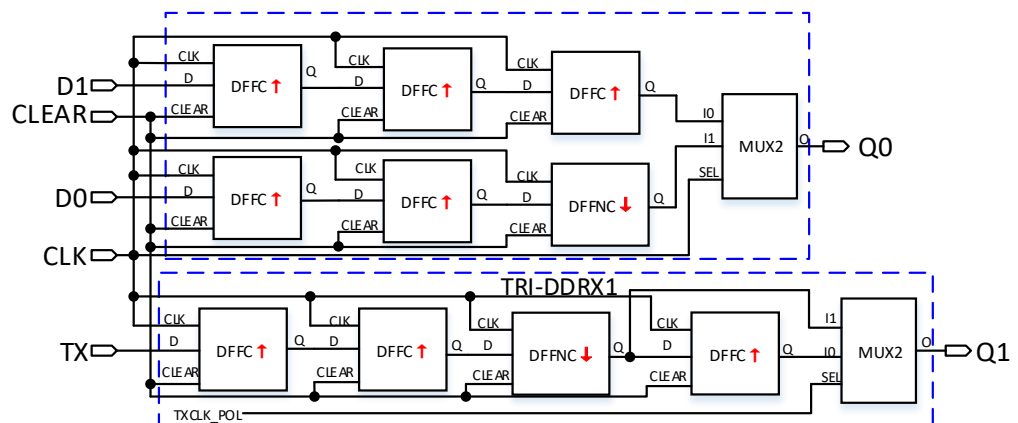 CLK
D
CLEAR
DFFC
Q
CLK
D
CLEAR
DFFC
Q
CLK
D
CLEAR
DFFC
Q
D1
CLEAR
I0
I1
SEL
MUX2
O
Q0
CLK
D
CLEAR
DFFC
Q
CLK
D
CLEAR
DFFC
Q
CLK
D
CLEAR
DFFNC
Q
D0
CLK
TRI-DDRX1
CLK
D
CLEAR
DFFC
Q
CLK
D
CLEAR
DFFC
Q
CLK
D
CLEAR
DFFNC
Q
CLK
D
CLEAR
DFFC
Q
TX
I1
I0
SEL
MUX2
O
Q1
TXCLK_POL